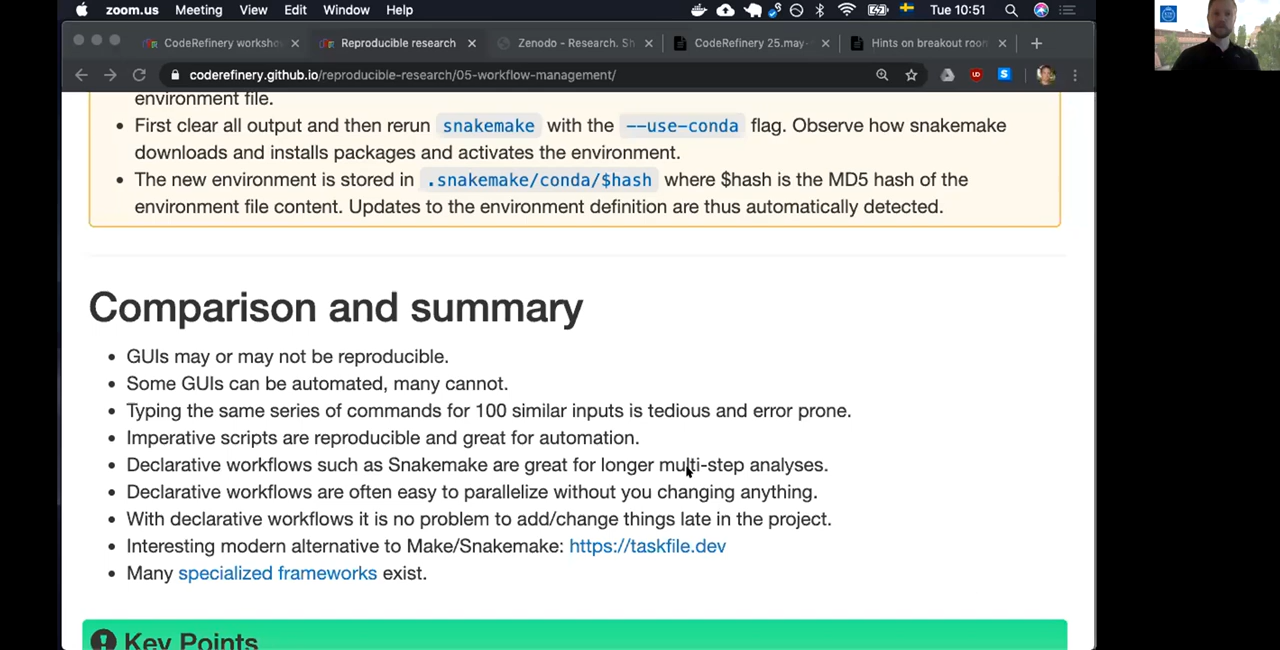 zoom.us Meeting View Edit Window Help Tue 10:51
CodeRefinery worksho Reproducible research Zenodo - Research. Sh CodeRefinery 25.may Hints on breakout roor
coderefinery.github.io/reproducible-research/05-workflow-management/
environment file.
• First clear all output and then rerun snakemake with the --use-conda flag. Observe how snakemake
downloads and installs packages and activates the environment.
• The new environment is stored in .snakemake/conda/$hash where $hash is the MD5 hash of the
environment file content. Updates to the environment definition are thus automatically detected.
Comparison and summary
• GUIs may or may not be reproducible.
• Some GUIs can be automated, many cannot.
• Typing the same series of commands for 100 similar inputs is tedious and error prone.
• Imperative scripts are reproducible and great for automation.
• Declarative workflows such as Snakemake are great for longer multi-step analyses.
• Declarative workflows are often easy to parallelize without you changing anything.
• With declarative workflows it is no problem to add/change things late in the project.
• Interesting modern alternative to Make/Snakemake: https://taskfile.dev
• Many specialized frameworks exist.
Key Points